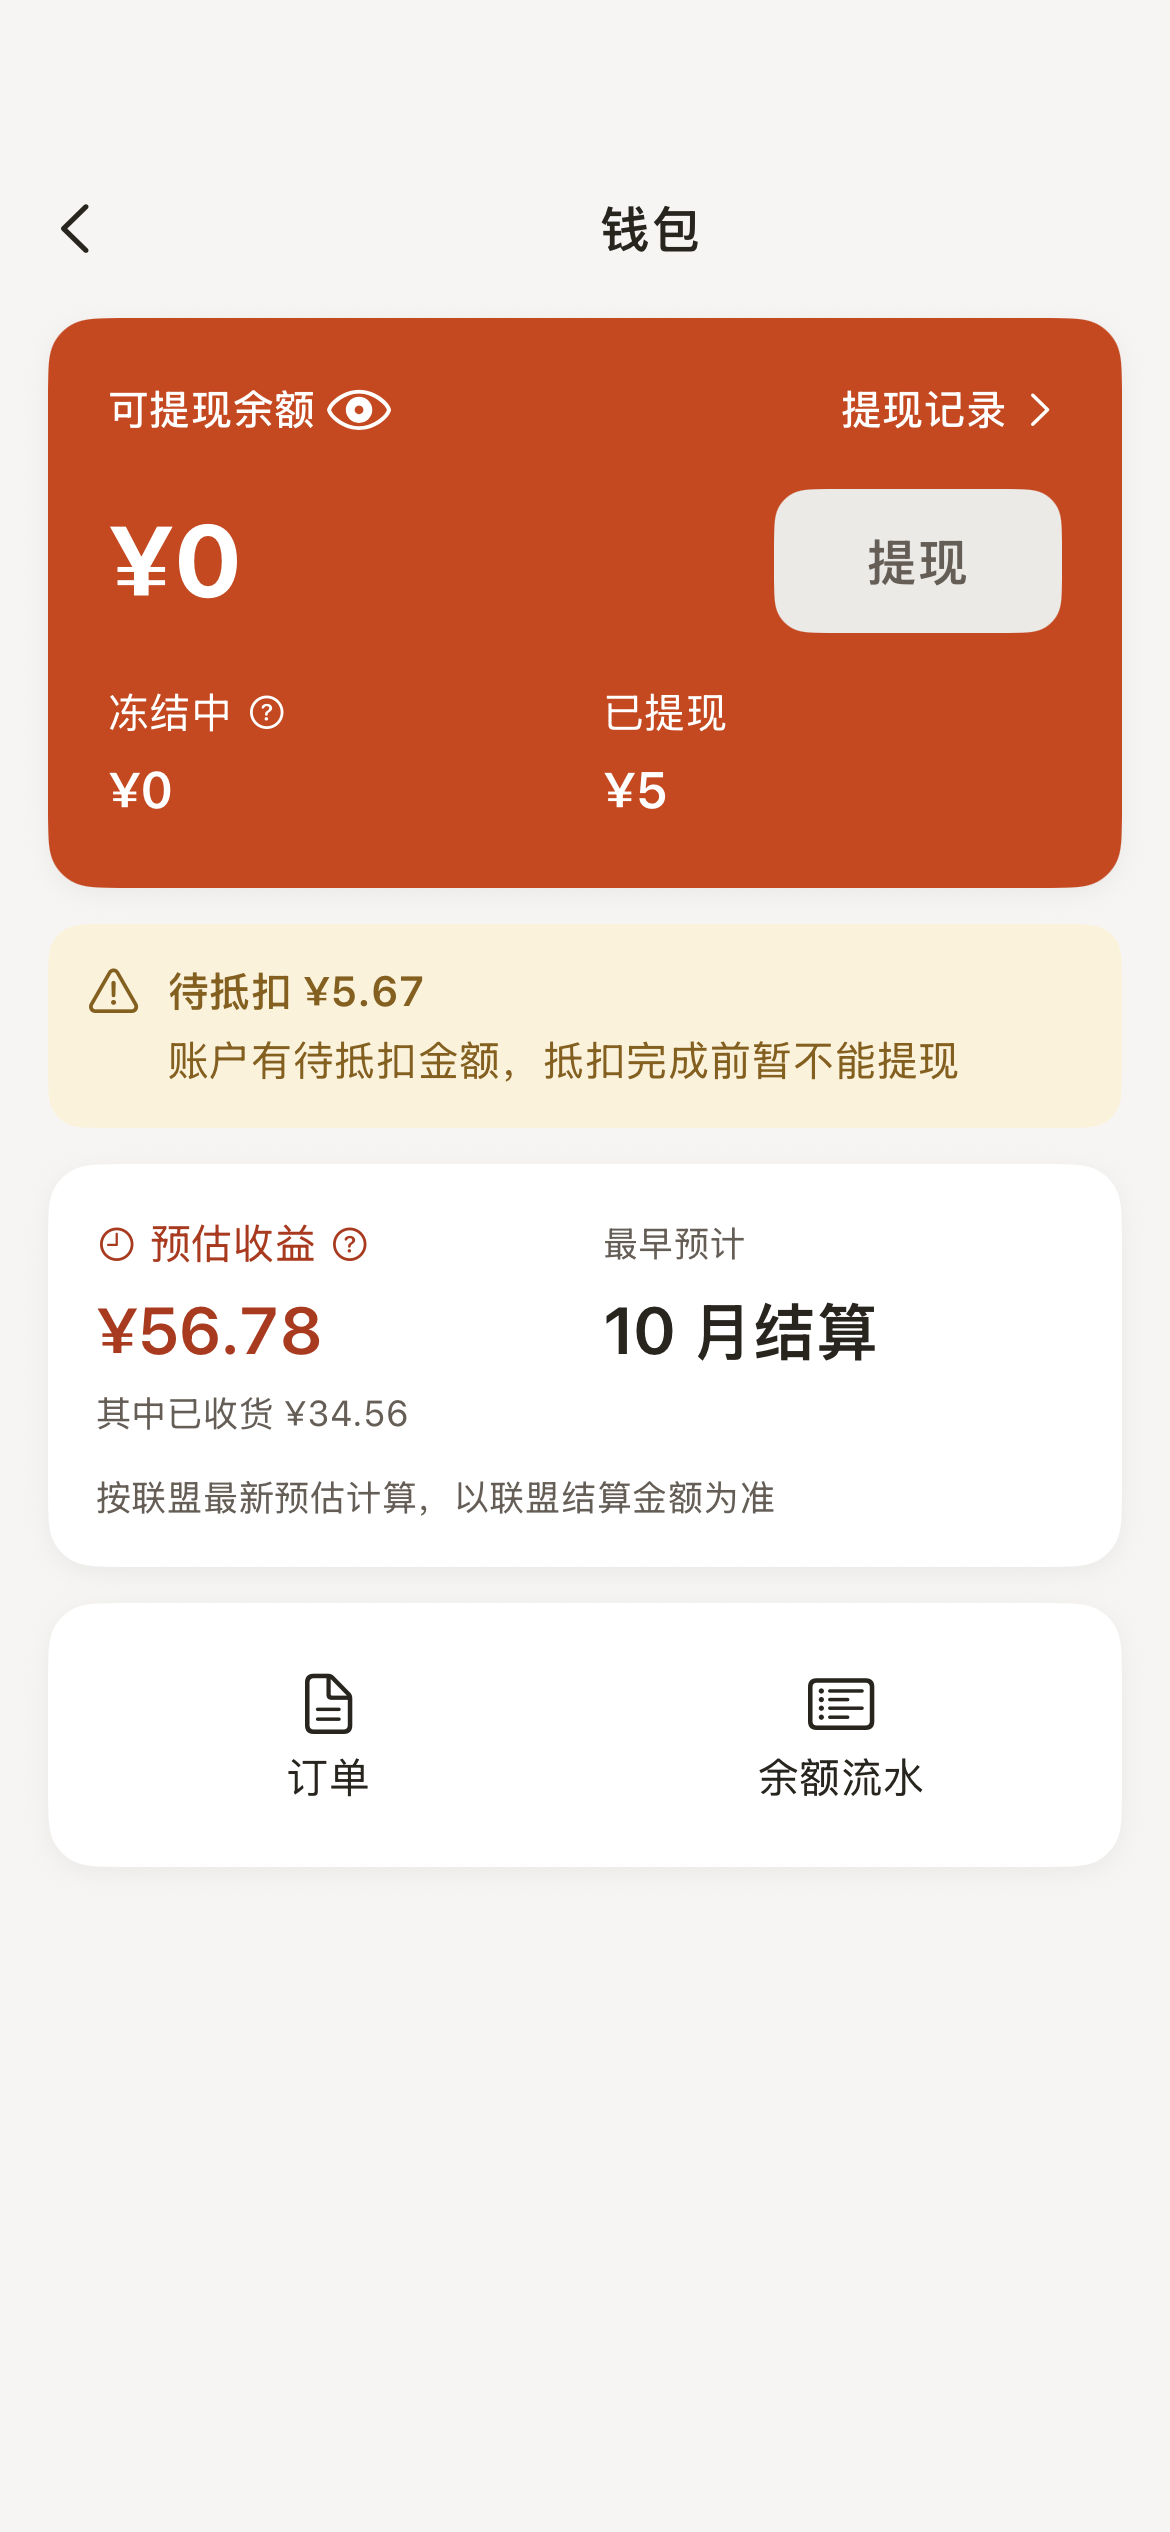 钱包
可提现余额
提现记录
¥0
提现
冻结中
已提现
¥0
¥5
待抵扣 ¥5.67
账户有待抵扣金额，抵扣完成前暂不能提现
预估收益
最早预计
¥56.78
10 月结算
其中已收货 ¥34.56
按联盟最新预估计算，以联盟结算金额为准
订单
余额流水